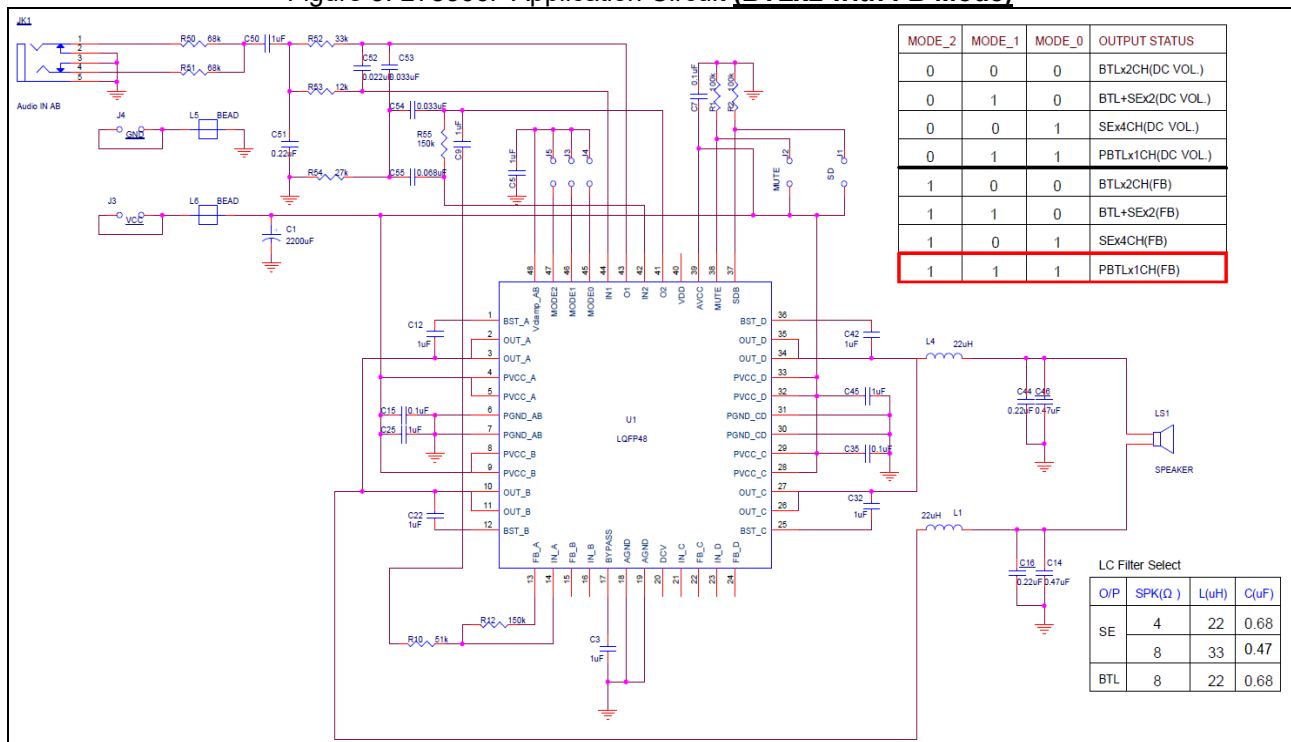 (BTLx2 with FB Mode)
JK1
1
2
3
4
5
Audio IN AB
R50 68k
R51 68k
C50 1uF
R52 33k
C52
0.022uF
C53
0.033uF
R53 12k
C54 0.033uF
R55
150k
C9 1uF
C51
0.22uF
R54 27k
C55 0.068uF
J4
GND
L5 BEAD
J3
VCC
L6 BEAD
C1
2200uF
C5 1uF
J5
J3
J4
C7 0.1uF
R1 100k
R2 100k
J2
MUTE
J1
SD
MODE_2 MODE_1 MODE_0 OUTPUT STATUS
0 0 0 BTLx2CH(DC VOL.)
0 1 0 BTL+SEx2(DC VOL.)
0 0 1 SEx4CH(DC VOL.)
0 1 1 PBTLx1CH(DC VOL.)
1 0 0 BTLx2CH(FB)
1 1 0 BTL+SEx2(FB)
1 0 1 SEx4CH(FB)
1 1 1 PBTLx1CH(FB)
48 47 46 45 44 43 42 41 40 39 38 37
Vdamp_AB MODE2 MODE1 MODE0 IN1 O1 IN2 O2 VDD AVCC MUTE SDB
1 BST_A
2 OUT_A
3 OUT_A
4 PVCC_A
5 PVCC_A
6 PGND_AB
7 PGND_AB
8 PVCC_B
9 PVCC_B
10 OUT_B
11 OUT_B
12 BST_B
U1
LQFP48
BST_D 36
OUT_D 35
OUT_D 34
PVCC_D 33
PVCC_D 32
PGND_CD 31
PGND_CD 30
PVCC_C 29
PVCC_C 28
OUT_C 27
OUT_C 26
BST_C 25
FB_A IN_A FB_B IN_B BYPASS AGND AGND DCV IN_C FB_C IN_D FB_D
13 14 15 16 17 18 19 20 21 22 23 24
C12
1uF
C15 0.1uF
C25 1uF
C22
1uF
C42
1uF
C45 1uF
C35 0.1uF
C32
1uF
L4 22uH
C44 C46
0.22uF 0.47uF
LS1
SPEAKER
22uH L1
C16 C14
0.22uF 0.47uF
R12 150k
R10 51k
C3
1uF
LC Filter Select
O/P SPK(Ω ) L(uH) C(uF)
SE 4 22 0.68
8 33 0.47
BTL 8 22 0.68